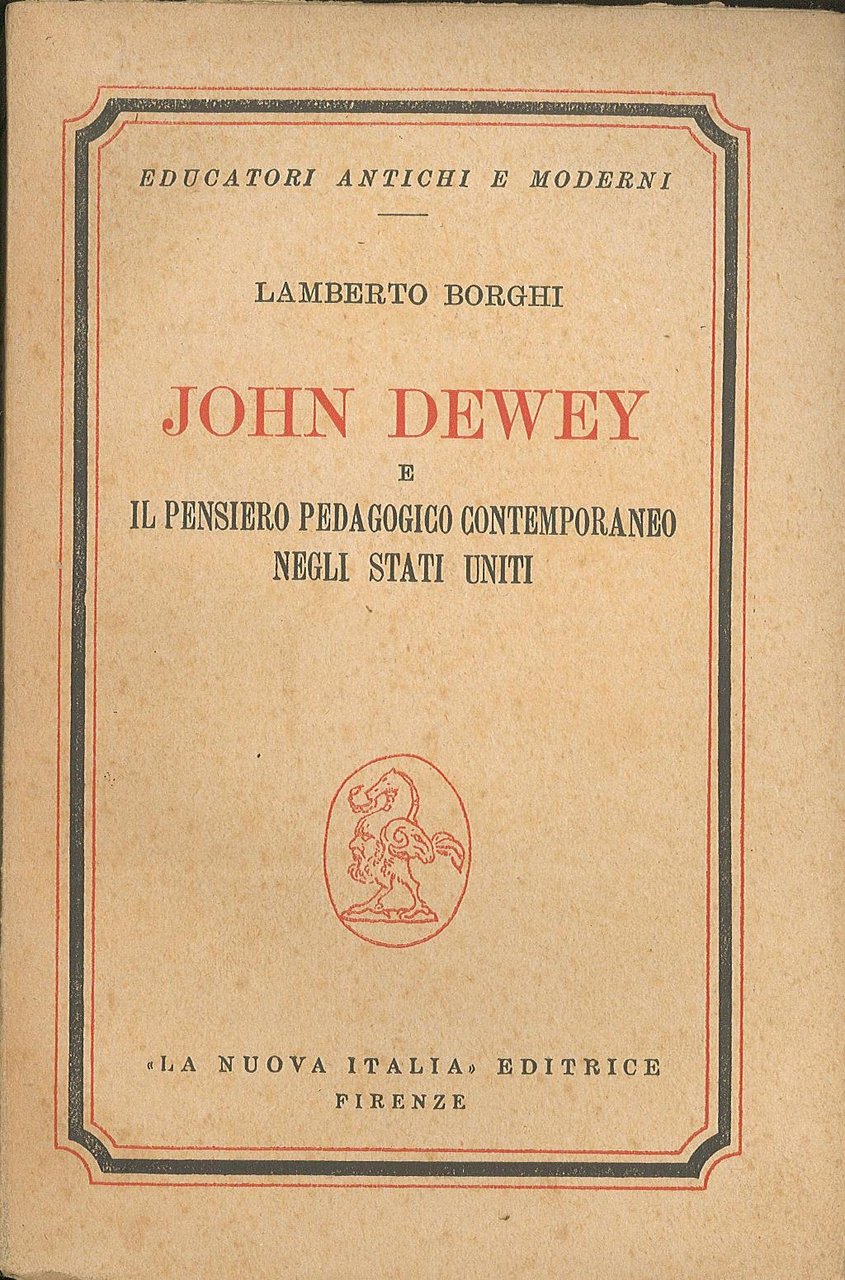 EDUCATORI ANTICHI E MODERNI
LAMBERTO BORGHI
JOHN DEWEY
E
IL PENSIERO PEDAGOGICO CONTEMPORANEO
NEGLI STATI UNITI
«LA NUOVA ITALIA» EDITRICE
FIRENZE